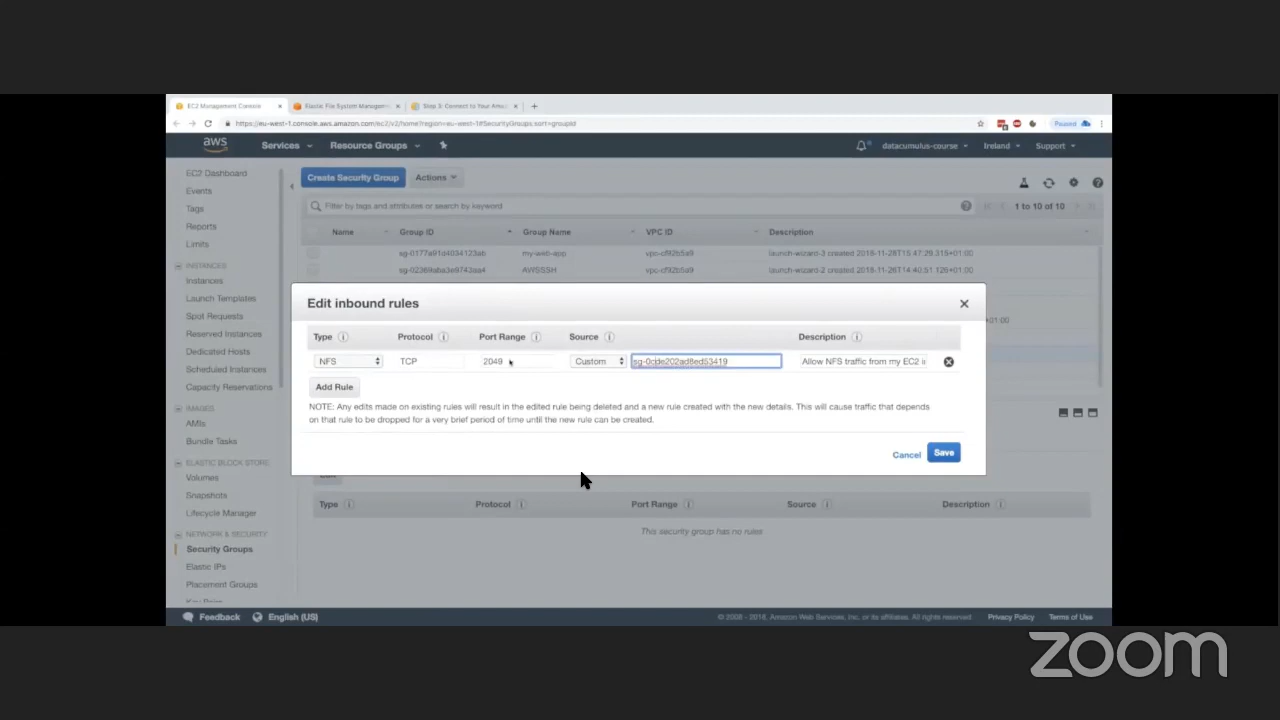 EC2 Management Console
Elastic File System Managem
Step 3: Connect to Your Amaz
https://eu-west-1.console.aws.amazon.com/ec2/v2/home?region=eu-west-1#SecurityGroups:sort=groupId
Paused
aws Services Resource Groups datacumulus-course Ireland Support
EC2 Dashboard
Events
Tags
Reports
Limits
INSTANCES
Instances
Launch Templates
Spot Requests
Reserved Instances
Dedicated Hosts
Scheduled Instances
Capacity Reservations
IMAGES
AMIs
Bundle Tasks
ELASTIC BLOCK STORE
Volumes
Snapshots
Lifecycle Manager
NETWORK & SECURITY
Security Groups
Elastic IPs
Placement Groups
Create Security Group Actions
Filter by tags and attributes or search by keyword
1 to 10 of 10
Name Group ID Group Name VPC ID Description
sg-0177a91d4034123ab my-web-app vpc-cf92b5a9 launch-wizard-3 created 2018-11-28T15:47:29.315+01:00
sg-02369aba3e9743aa4 AWSSSH vpc-cf92b5a9 launch-wizard-2 created 2018-11-26T14:40:51.126+01:00
+01:00
Edit inbound rules
Type Protocol Port Range Source Description
NFS TCP 2049 Custom sg-0cde202ad8ed53419 Allow NFS traffic from my EC2 i
Add Rule
NOTE: Any edits made on existing rules will result in the edited rule being deleted and a new rule created with the new details. This will cause traffic that depends
on that rule to be dropped for a very brief period of time until the new rule can be created.
Cancel Save
Type Protocol Port Range Source Description
This security group has no rules
Feedback English (US) © 2008 - 2018, Amazon Web Services, Inc. or its affiliates. All rights reserved. Privacy Policy Terms of Use
zoom